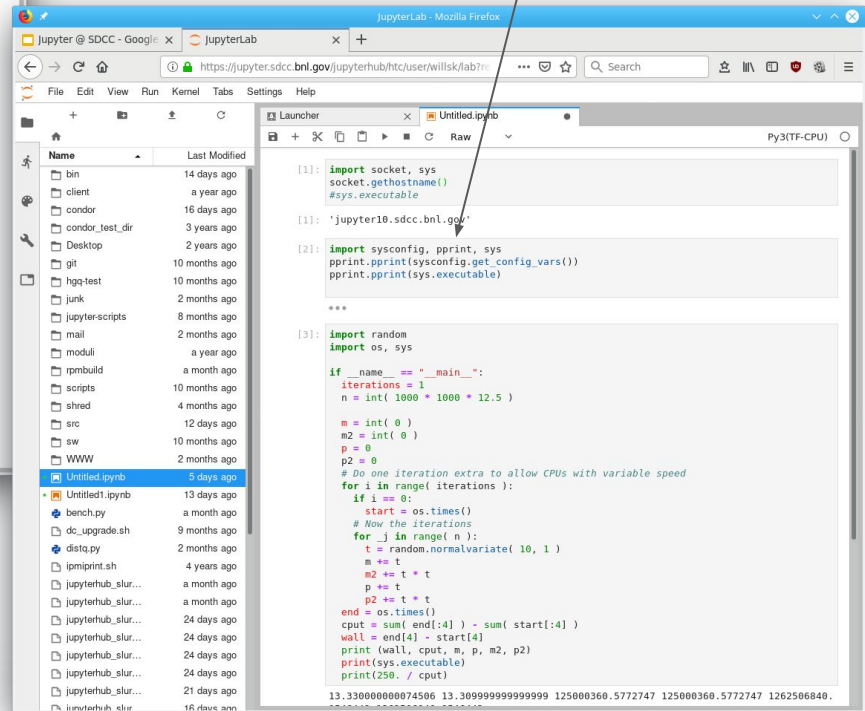 JupyterLab - Mozilla Firefox
Jupyter @ SDCC - Google
JupyterLab
https://jupyter.sdcc.bnl.gov/jupyterhub/htc/user/willsk/lab?re
Search
File Edit View Run Kernel Tabs Settings Help
Launcher
Untitled.ipynb
Raw
Py3(TF-CPU)
Name Last Modified
bin 14 days ago
client a year ago
condor 16 days ago
condor_test_dir 3 years ago
Desktop 2 years ago
git 10 months ago
hgq-test 10 months ago
junk 2 months ago
jupyter-scripts 8 months ago
mail 2 months ago
moduli a year ago
rpmbuild a month ago
scripts 10 months ago
shred 4 months ago
src 12 days ago
sw 10 months ago
WWW 2 months ago
Untitled.ipynb 5 days ago
Untitled1.ipynb 13 days ago
bench.py a month ago
dc_upgrade.sh 9 months ago
distq.py 2 months ago
ipmiprint.sh 4 years ago
jupyterhub_slur... a month ago
jupyterhub_slur... a month ago
jupyterhub_slur... 24 days ago
jupyterhub_slur... 24 days ago
jupyterhub_slur... 24 days ago
jupyterhub_slur... 24 days ago
jupyterhub_slur... 21 days ago
jupyterhub_slur... 16 days ago
[1]: import socket, sys
socket.gethostname()
#sys.executable
[1]: 'jupyter10.sdcc.bnl.gov'
[2]: import sysconfig, pprint, sys
pprint.pprint(sysconfig.get_config_vars())
pprint.pprint(sys.executable)
[3]: import random
import os, sys
if __name__ == "__main__":
iterations = 1
n = int( 1000 * 1000 * 12.5 )
m = int( 0 )
m2 = int( 0 )
p = 0
p2 = 0
# Do one iteration extra to allow CPUs with variable speed
for i in range( iterations ):
if i == 0:
start = os.times()
# Now the iterations
for _j in range( n ):
t = random.normalvariate( 10, 1 )
m += t
m2 += t * t
p += t
p2 += t * t
end = os.times()
cput = sum( end[:4] ) - sum( start[:4] )
wall = end[4] - start[4]
print (wall, cput, m, p, m2, p2)
print(sys.executable)
print(250. / cput)
13.330000000074506 13.309999999999999 125000360.5772747 125000360.5772747 1262506840.